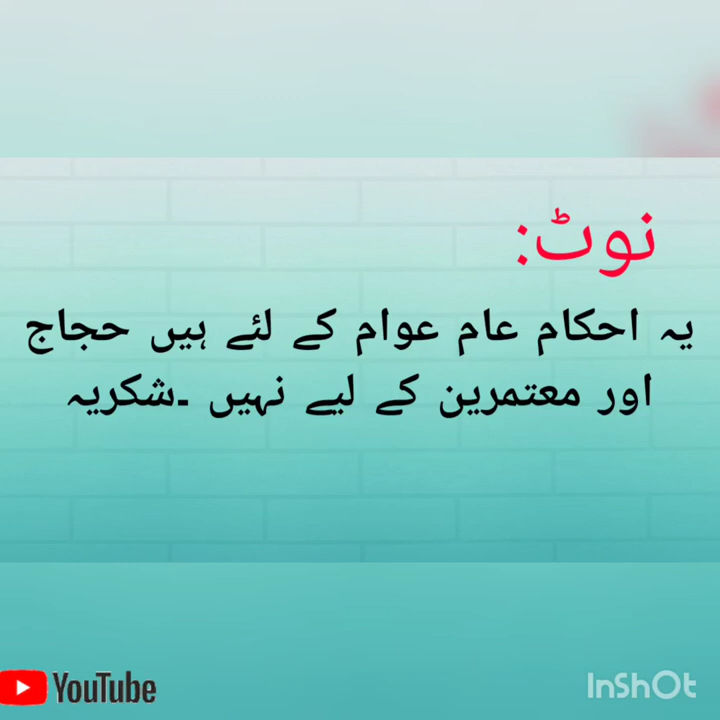 نوٹ:
یہ احکام عام عوام کے لئے ہیں حجاج
اور معتمرین کے لیے نہیں ۔شکریہ
YouTube
InShOt